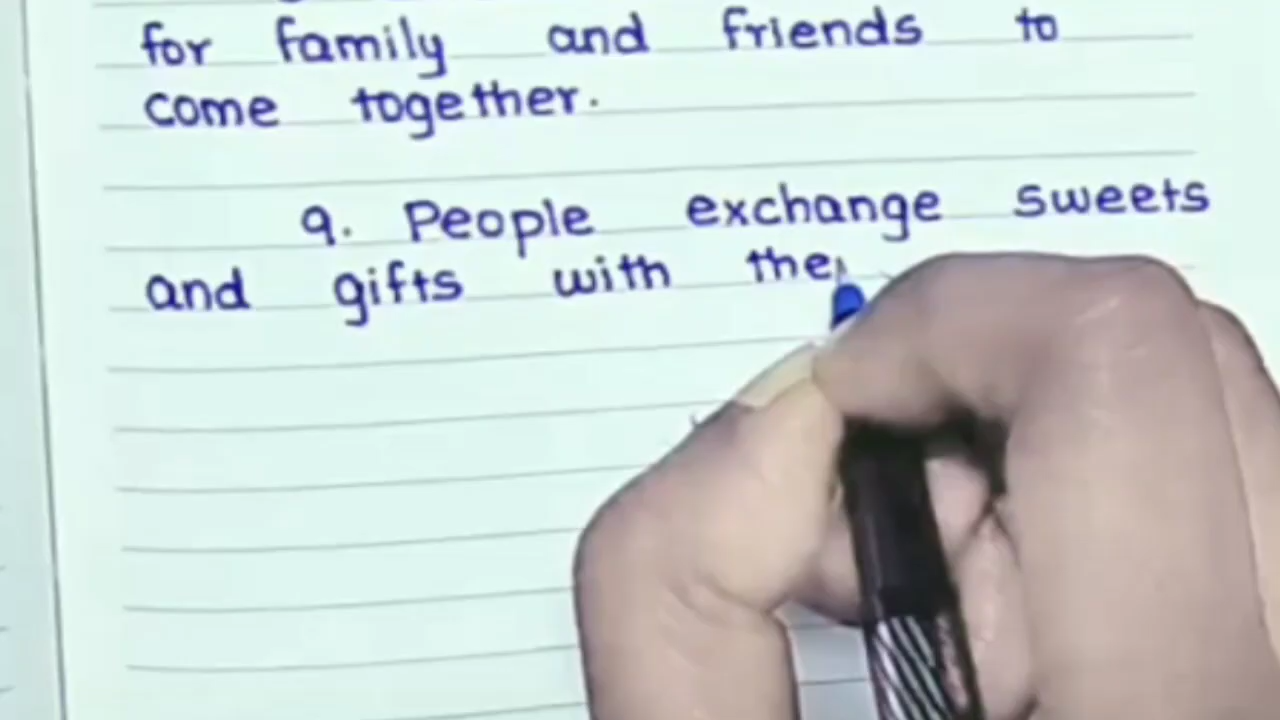 for family and friends to
come together.
9. People exchange sweets
and gifts with the